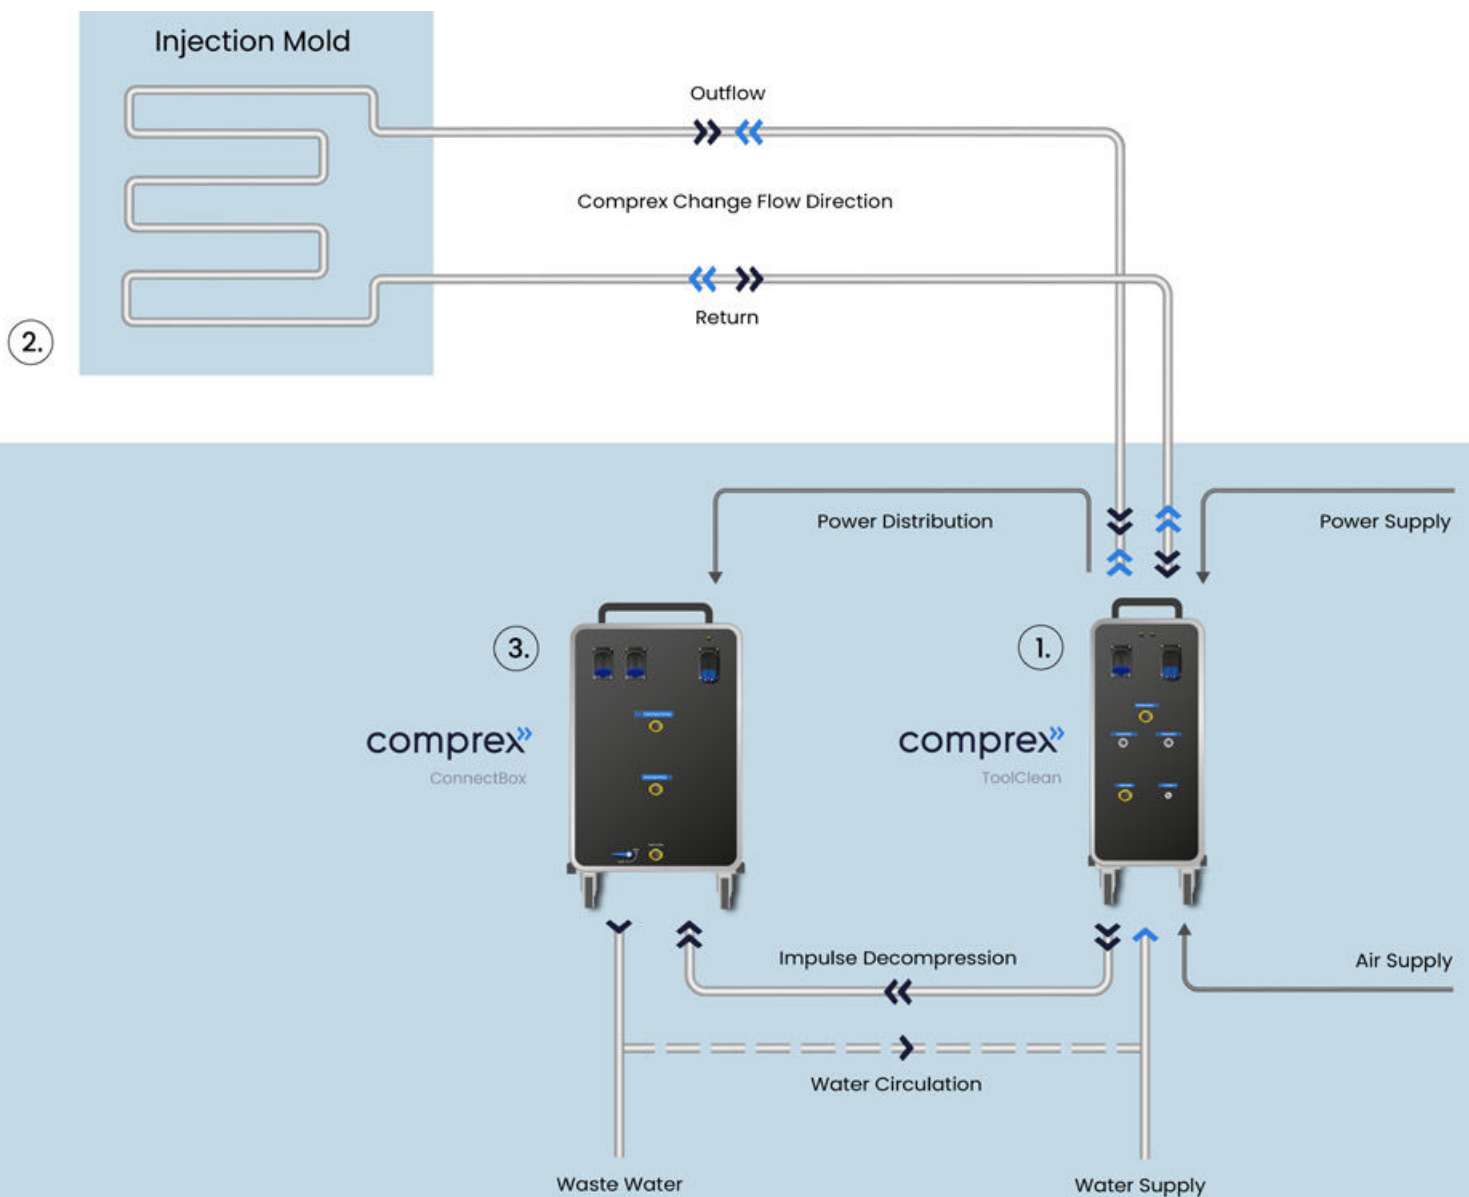 Injection Mold
Outflow
Comprex Change Flow Direction
Return
2.
Power Distribution
Power Supply
3.
1.
comprex
ConnectBox
comprex
ToolClean
Impulse Decompression
Air Supply
Water Circulation
Waste Water
Water Supply